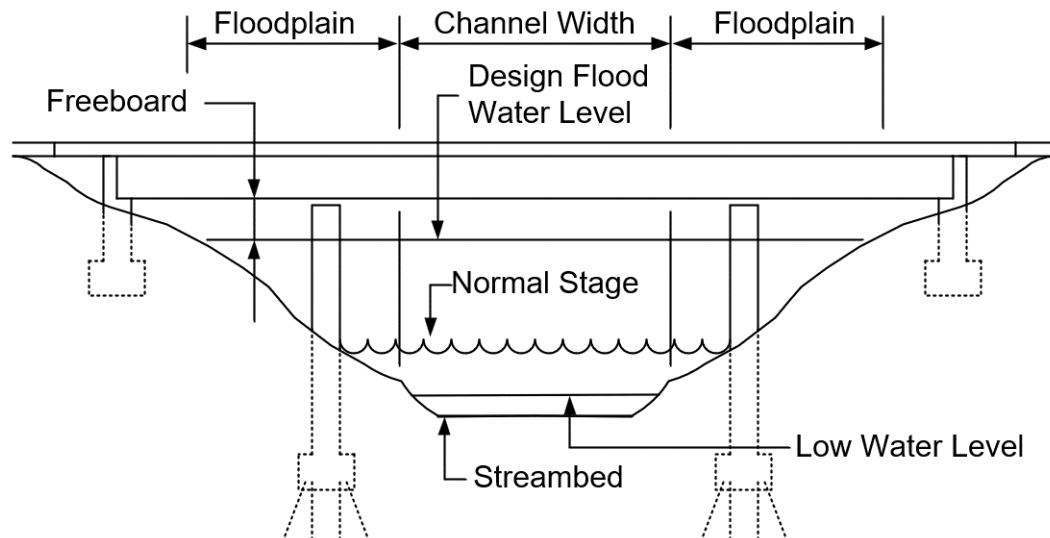 Floodplain
Channel Width
Floodplain
Design Flood
Water Level
Freeboard
Normal Stage
Low Water Level
Streambed